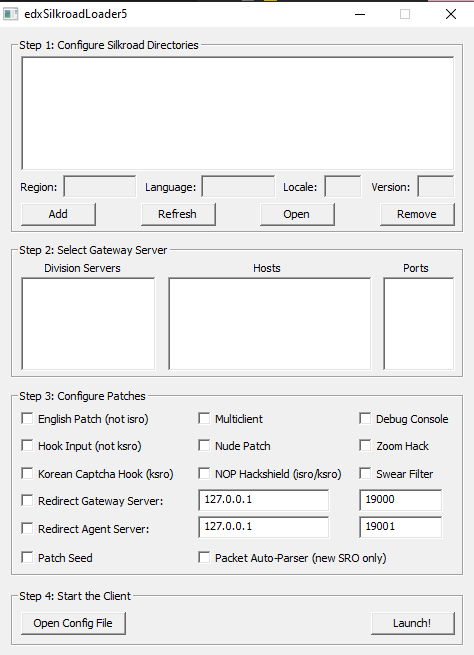 edxSilkroadLoader5
Step 1: Configure Silkroad Directories
Region: Language: Locale: Version:
Add Refresh Open Remove
Step 2: Select Gateway Server
Division Servers Hosts Ports
Step 3: Configure Patches
English Patch (not isro) Multiclient Debug Console
Hook Input (not ksro) Nude Patch Zoom Hack
Korean Captcha Hook (ksro) NOP Hackshield (isro/ksro) Swear Filter
Redirect Gateway Server: 127.0.0.1 19000
Redirect Agent Server: 127.0.0.1 19001
Patch Seed Packet Auto-Parser (new SRO only)
Step 4: Start the Client
Open Config File Launch!